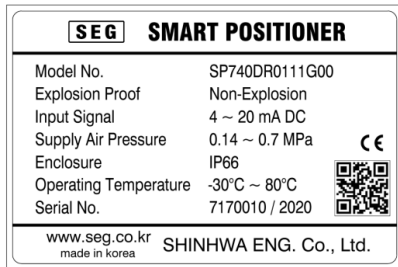 SEG SMART POSITIONER
Model No. SP740DR0111G00
Explosion Proof Non-Explosion
Input Signal 4 ~ 20 mA DC
Supply Air Pressure 0.14 ~ 0.7 MPa
Enclosure IP66
Operating Temperature -30°C ~ 80°C
Serial No. 7170010 / 2020
CE
www.seg.co.kr
made in korea
SHINHWA ENG. Co., Ltd.